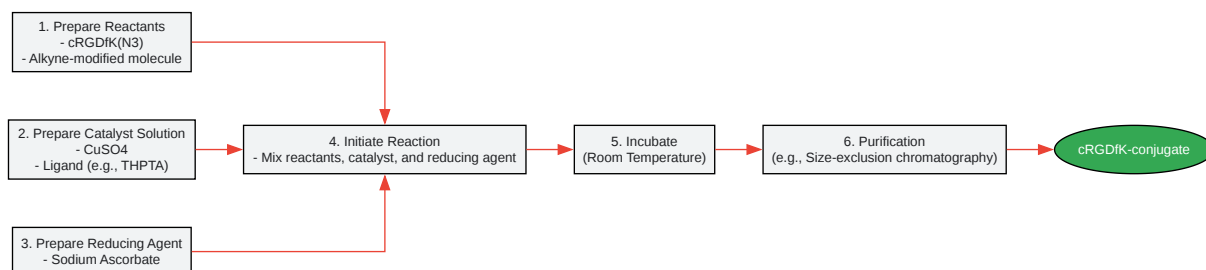 1. Prepare Reactants
- cRGDfK(N3)
- Alkyne-modified molecule
2. Prepare Catalyst Solution
- CuSO4
- Ligand (e.g., THPTA)
3. Prepare Reducing Agent
- Sodium Ascorbate
4. Initiate Reaction
- Mix reactants, catalyst, and reducing agent
5. Incubate
(Room Temperature)
6. Purification
(e.g., Size-exclusion chromatography)
cRGDfK-conjugate